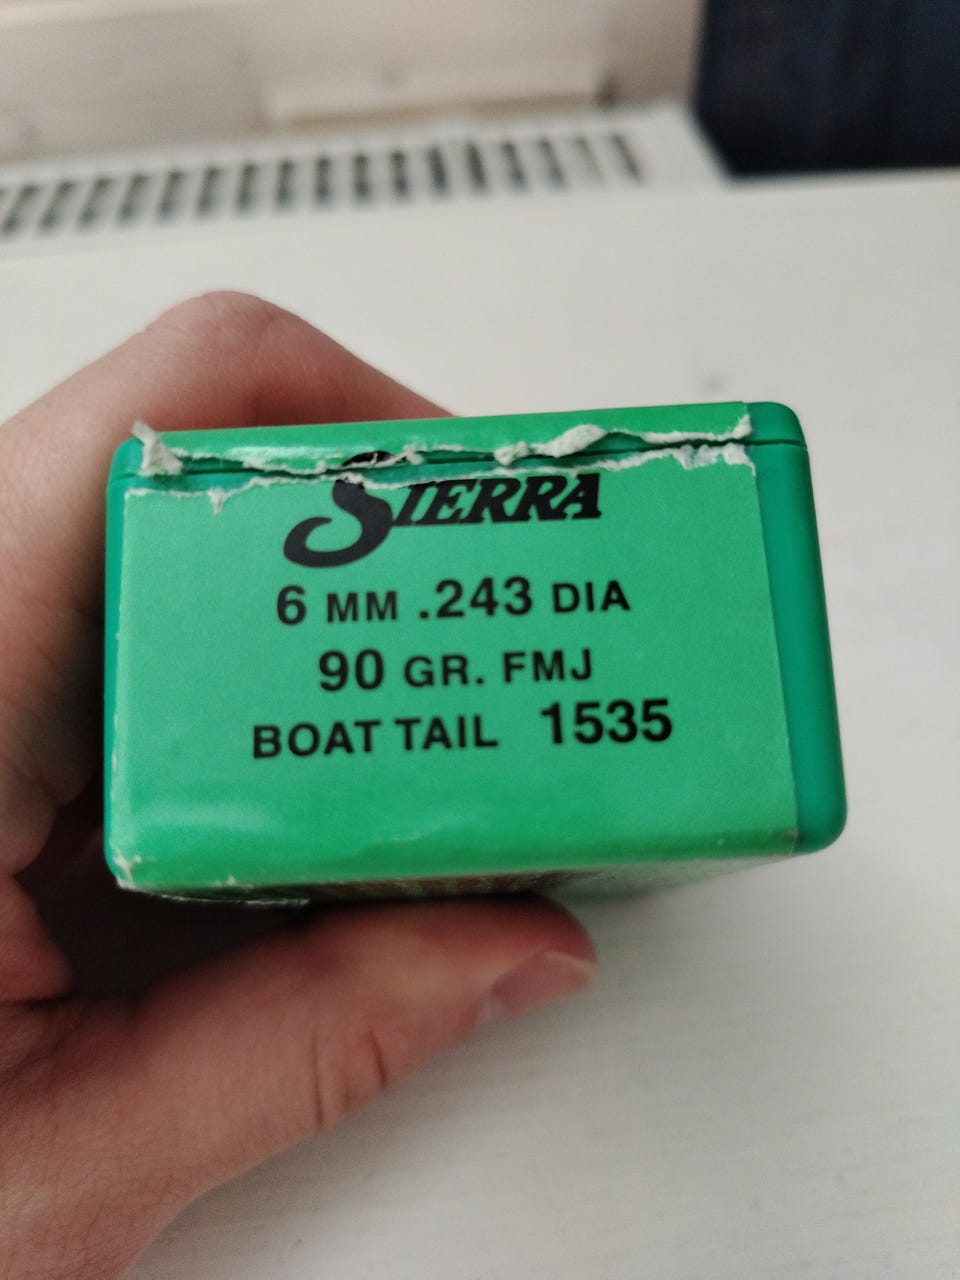 SIERRA
6 MM .243 DIA
90 GR. FMJ
BOAT TAIL 1535